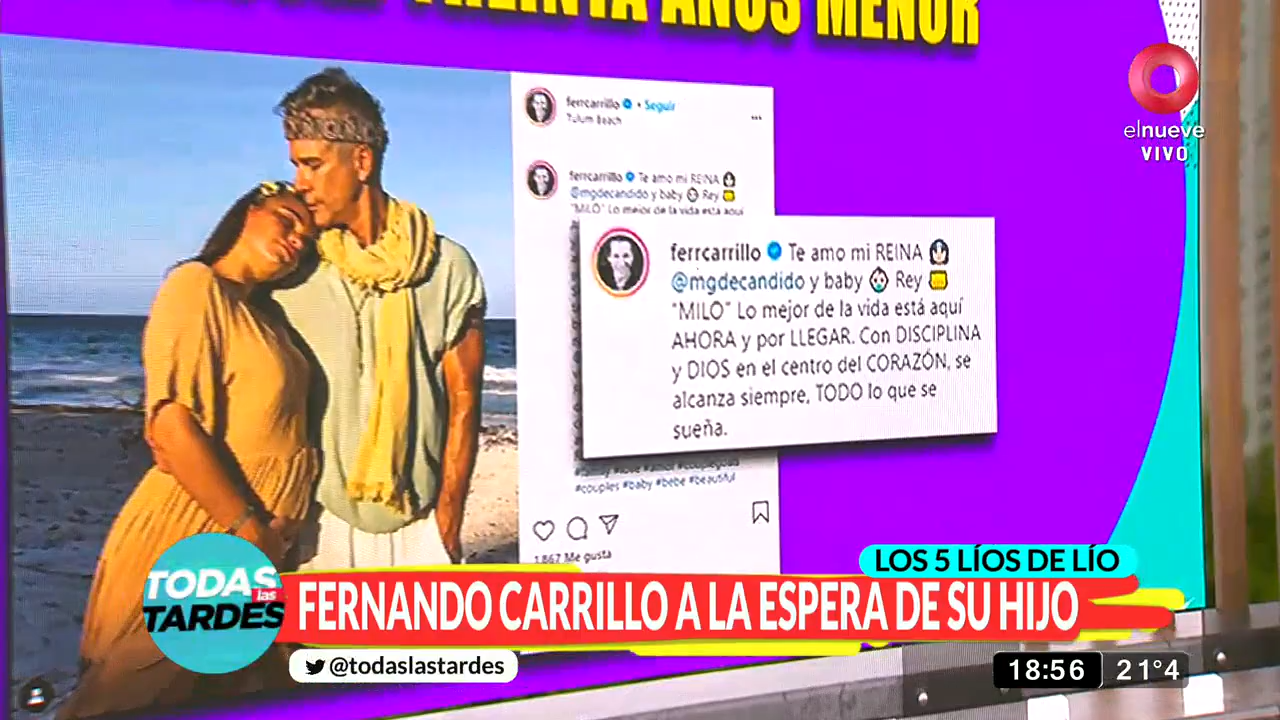 TREINTA AÑOS MENOR
elnueve
VIVO
ferrcarrillo • Seguir
Tulum Beach
ferrcarrillo Te amo mi REINA
@mgdecandido y baby Rey
"MILO" Lo mejor de la vida está aquí
ferrcarrillo Te amo mi REINA
@mgdecandido y baby Rey
"MILO" Lo mejor de la vida está aquí
AHORA y por LLEGAR. Con DISCIPLINA
y DIOS en el centro del CORAZÓN, se
alcanza siempre, TODO lo que se
sueña.
#family #love #amor #couplegoals
#couples #baby #bebe #beautiful
1.867 Me gusta
LOS 5 LÍOS DE LÍO
TODAS
las
TARDES
FERNANDO CARRILLO A LA ESPERA DE SU HIJO
@todaslastardes
18:56 21°4